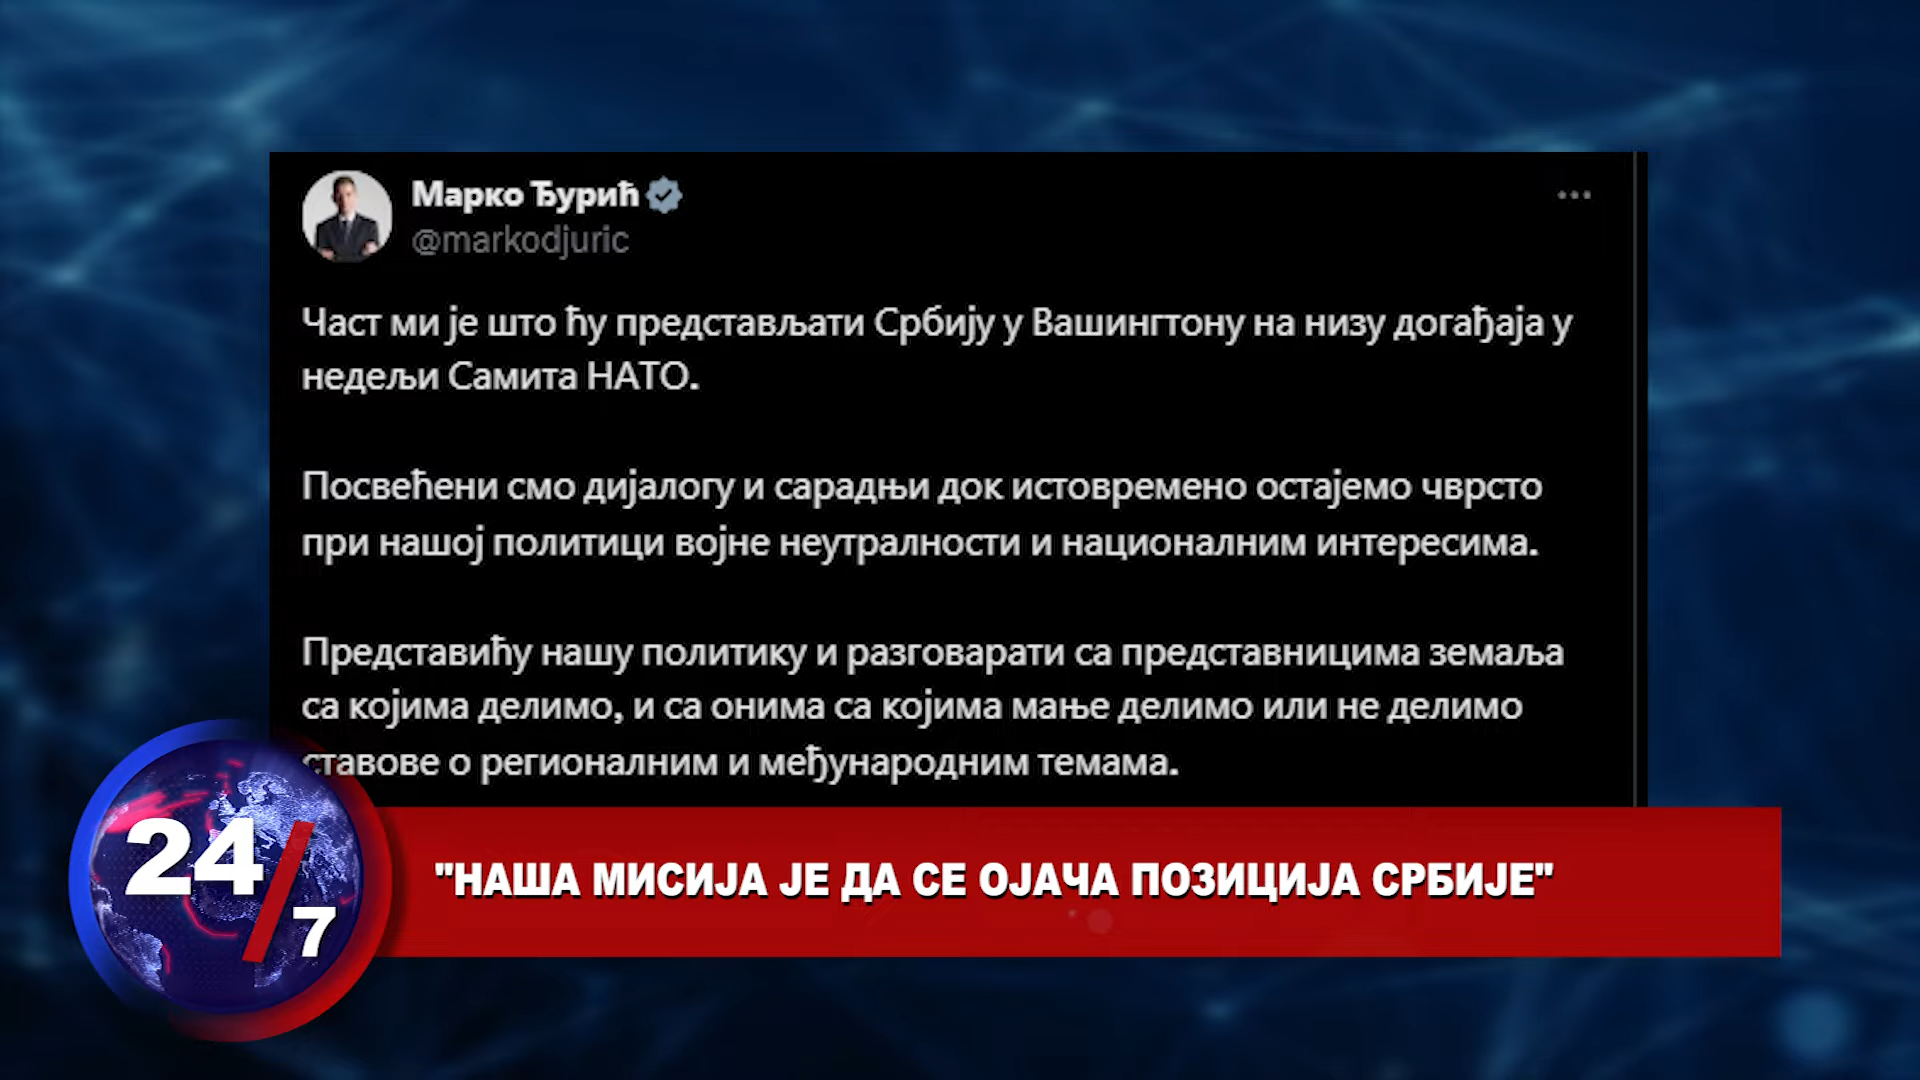 Марко Ђурић
@markodjuric
Част ми је што ћу представљати Србију у Вашингтону на низу догађаја у
недељи Самита НАТО.
Посвећени смо дијалогу и сарадњи док истовремено остајемо чврсто
при нашој политици војне неутралности и националним интересима.
Представићу нашу политику и разговарати са представницима земаља
са којима делимо, и са онима са којима мање делимо или не делимо
ставове о регионалним и међународним темама.
24/7
"НАША МИСИЈА ЈЕ ДА СЕ ОЈАЧА ПОЗИЦИЈА СРБИЈЕ"